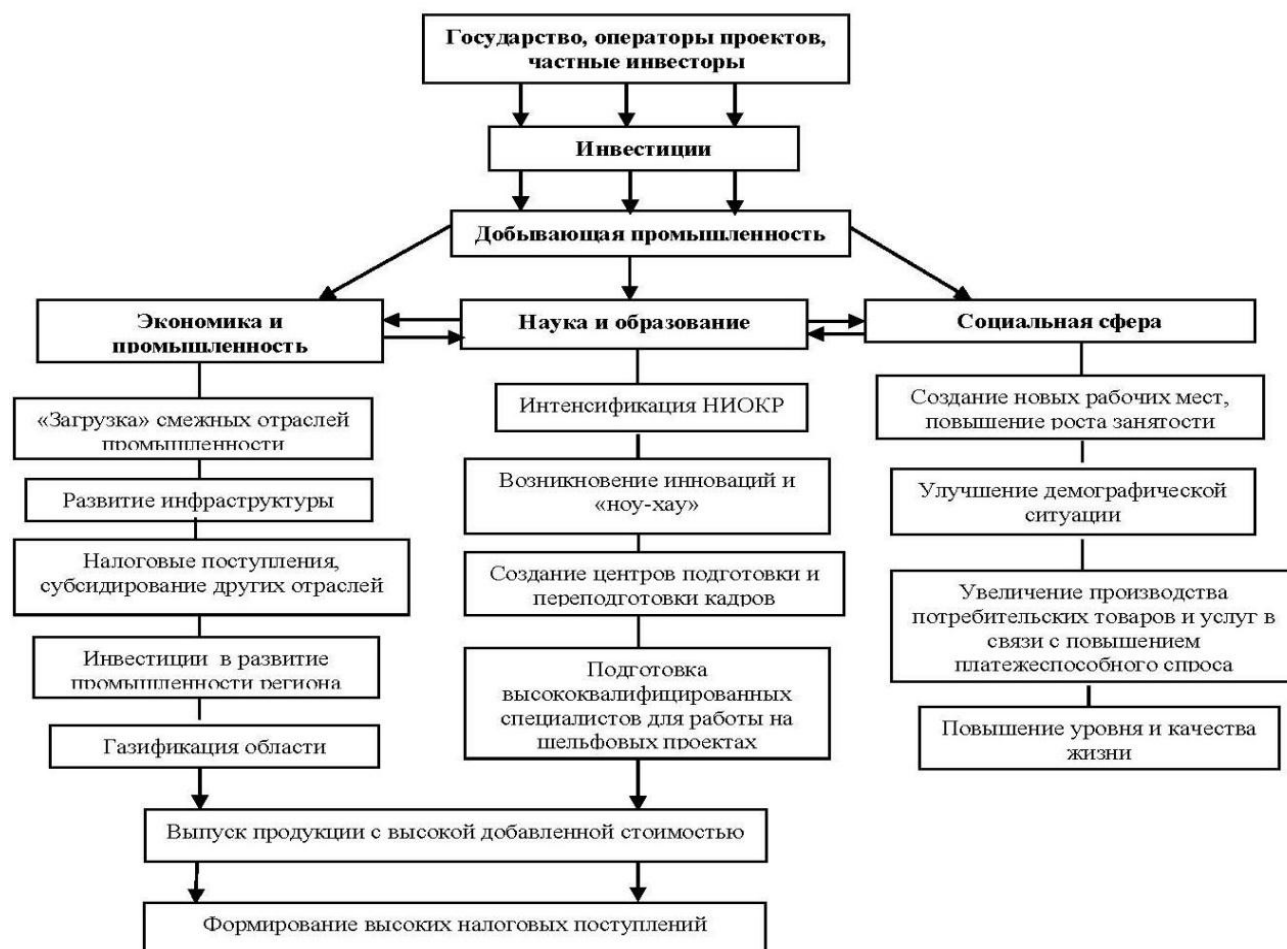 Государство, операторы проектов,
частные инвесторы
Инвестиции
Добывающая промышленность
Экономика и
промышленность
Наука и образование
Социальная сфера
«Загрузка» смежных отраслей
промышленности
Развитие инфраструктуры
Налоговые поступления,
субсидирование других отраслей
Инвестиции в развитие
промышленности региона
Газификация области
Интенсификация НИОКР
Возникновение инноваций и
«ноу-хау»
Создание центров подготовки и
переподготовки кадров
Подготовка
высококвалифицированных
специалистов для работы на
шельфовых проектах
Создание новых рабочих мест,
повышение роста занятости
Улучшение демографической
ситуации
Увеличение производства
потребительских товаров и услуг в
связи с повышением
платежеспособного спроса
Повышение уровня и качества
жизни
Выпуск продукции с высокой добавленной стоимостью
Формирование высоких налоговых поступлений